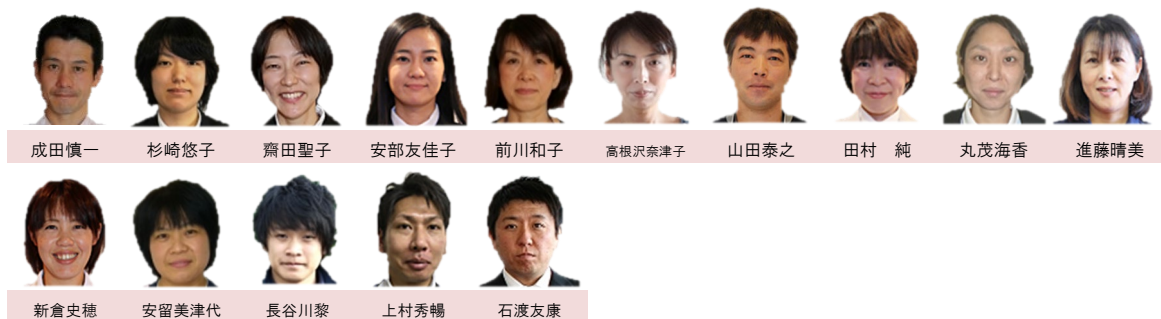 成田慎一 杉崎悠子 齋田聖子 安部友佳子 前川和子 高根沢奈津子 山田泰之 田村　純 丸茂海香 進藤晴美
新倉史穂 安留美津代 長谷川黎 上村秀暢 石渡友康